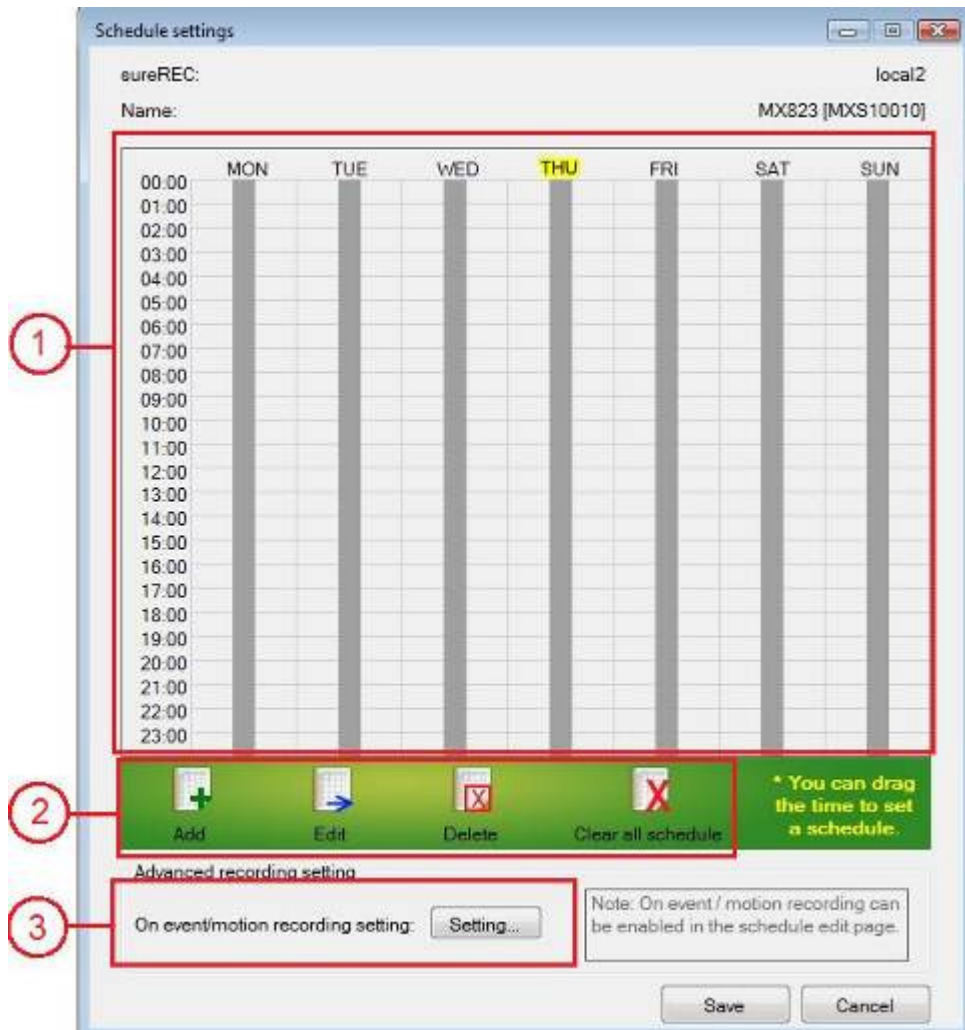 Schedule settings
sureREC: local2
Name: MX823 [MXS10010]
MON TUE WED THU FRI SAT SUN
00:00
01:00
02:00
03:00
04:00
05:00
06:00
07:00
08:00
09:00
10:00
11:00
12:00
13:00
14:00
15:00
16:00
17:00
18:00
19:00
20:00
21:00
22:00
23:00
1
2
Add Edit Delete Clear all schedule
* You can drag
the time to set
a schedule.
Advanced recording setting
3
On event/motion recording setting: Setting...
Note: On event / motion recording can
be enabled in the schedule edit page.
Save Cancel